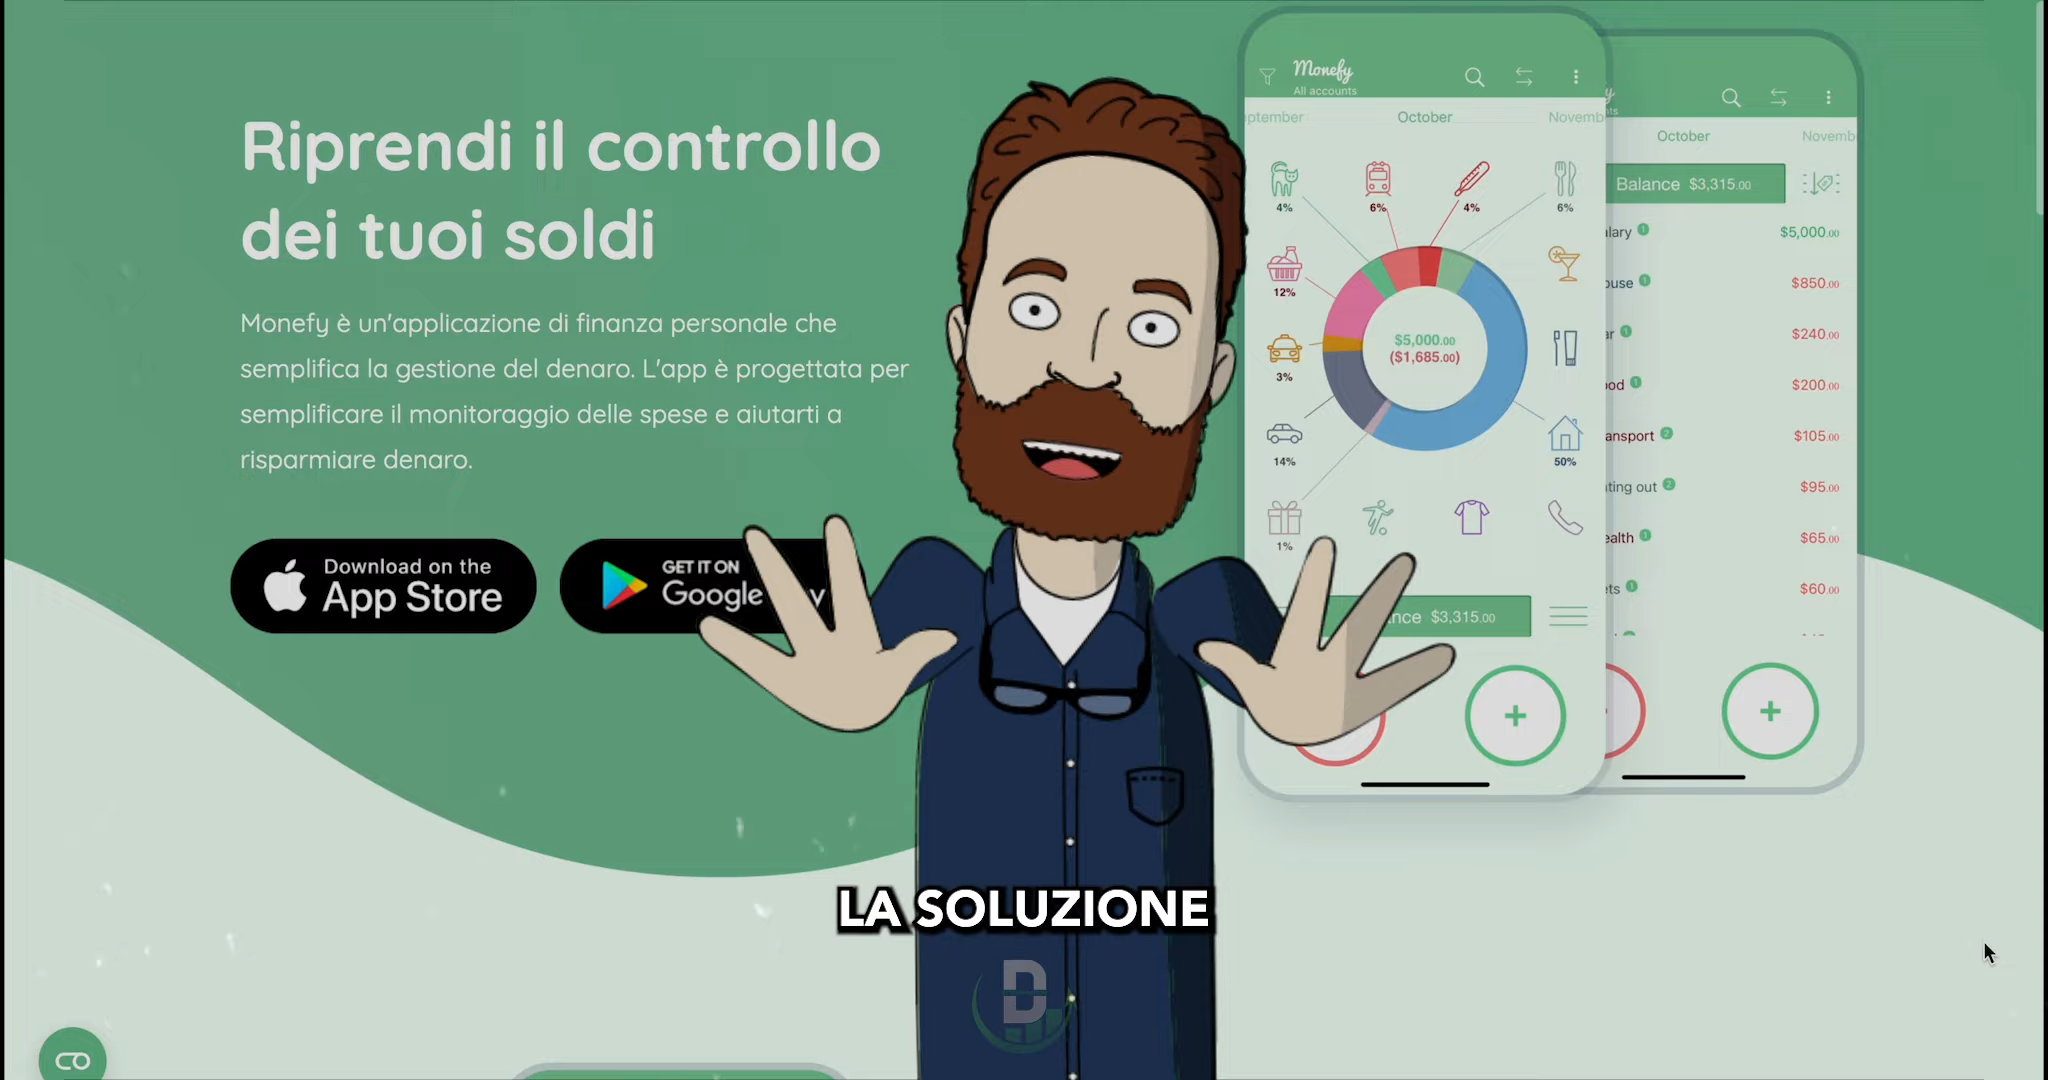 Riprendi il controllo
dei tuoi soldi
Monefy è un'applicazione di finanza personale che
semplifica la gestione del denaro. L'app è progettata per
semplificare il monitoraggio delle spese e aiutarti a
risparmiare denaro.
Download on the
App Store
GET IT ON
Google
Monefy
All accounts
October
4%
6%
4%
6%
12%
$5,000.00
($1,685.00)
3%
14%
50%
1%
$3,315.00
October
Balance $3,315.00
$5,000.00
$850.00
$240.00
$200.00
$105.00
out
$95.00
$65.00
$60.00
LA SOLUZIONE
D